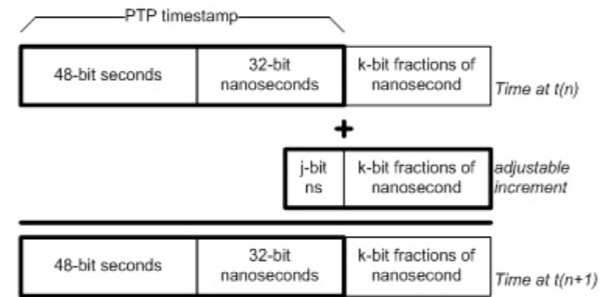 PTP timestamp
48-bit seconds
32-bit
nanoseconds
k-bit fractions of
nanosecond
Time at t(n)
+
j-bit
ns
k-bit fractions of
nanosecond
adjustable
increment
48-bit seconds
32-bit
nanoseconds
k-bit fractions of
nanosecond
Time at t(n+1)